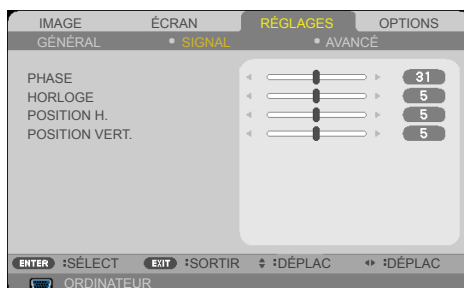 IMAGE ÉCRAN RÉGLAGES OPTIONS
GÉNÉRAL • SIGNAL • AVANCÉ
PHASE 31
HORLOGE 5
POSITION H. 5
POSITION VERT. 5
ENTER :SÉLECT EXIT :SORTIR :DÉPLAC :DÉPLAC
ORDINATEUR